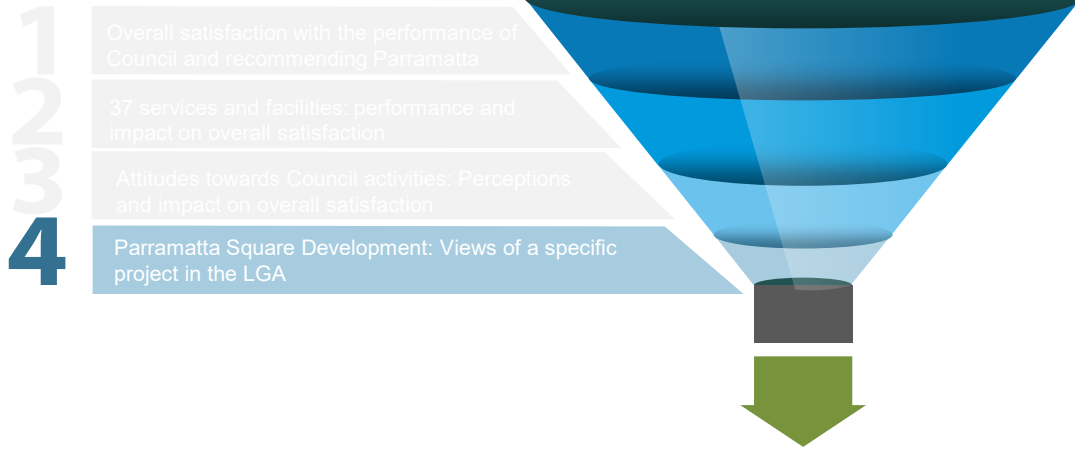 1
Overall satisfaction with the performance of
Council and recommending Parramatta
2
37 services and facilities: performance and
impact on overall satisfaction
3
Attitudes towards Council activities: Perceptions
and impact on overall satisfaction
4
Parramatta Square Development: Views of a specific
project in the LGA